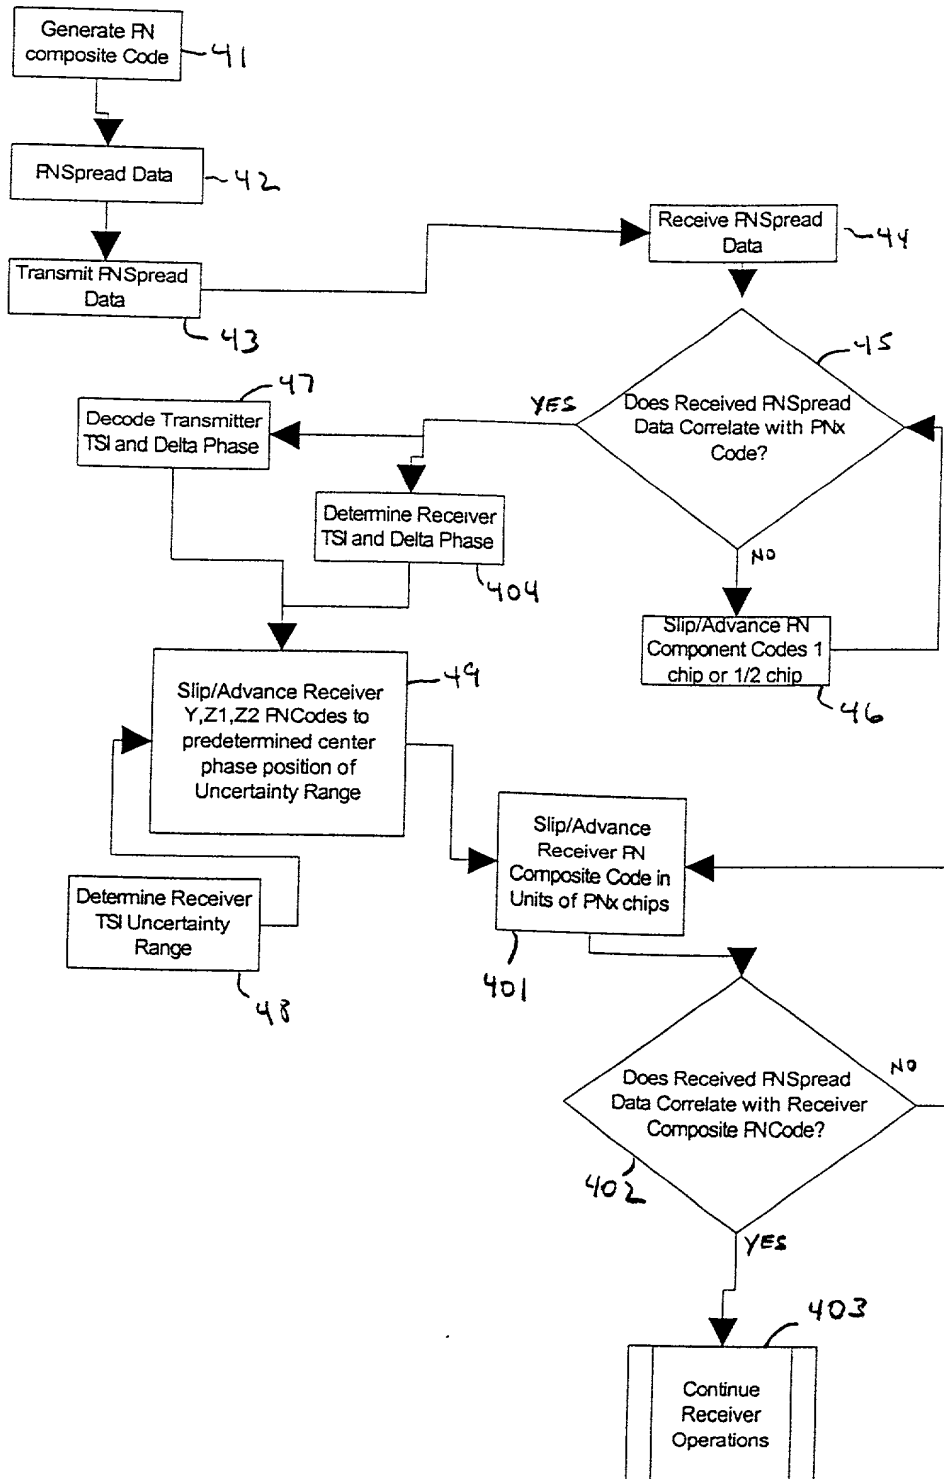 Generate PN
composite Code
41
PN Spread Data
42
Transmit PN Spread
Data
43
Receive PN Spread
Data
44
45
Does Received PN Spread
Data Correlate with PNx
Code?
YES
NO
47
Decode Transmitter
TSI and Delta Phase
Determine Receiver
TSI and Delta Phase
404
Slip/Advance PN
Component Codes 1
chip or 1/2 chip
46
49
Slip/Advance Receiver
Y,Z1,Z2 PN Codes to
predetermined center
phase position of
Uncertainty Range
Determine Receiver
TSI Uncertainty
Range
48
Slip/Advance
Receiver PN
Composite Code in
Units of PNx chips
401
Does Received PN Spread
Data Correlate with Receiver
Composite PN Code?
NO
402
YES
403
Continue
Receiver
Operations